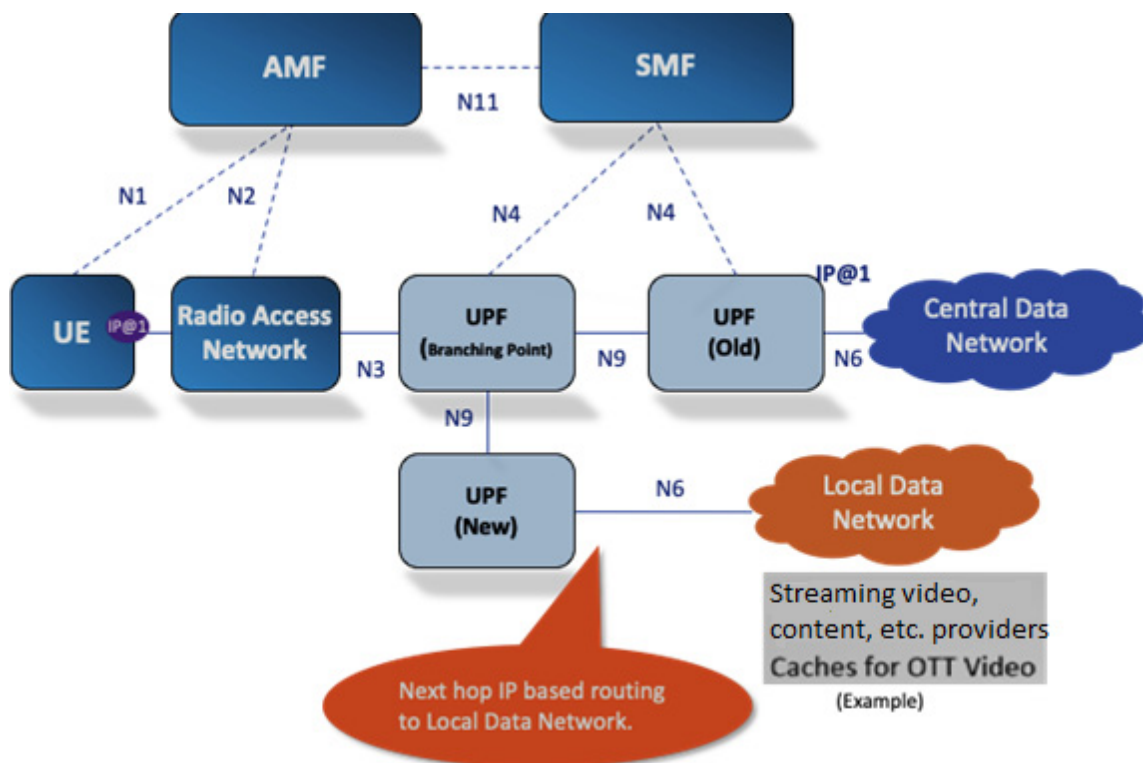 AMF
SMF
N11
N1
N2
N4
N4
IP@1
UE
IP@1
Radio Access
Network
N3
UPF
(Branching Point)
N9
UPF
(Old)
N6
Central Data
Network
N9
UPF
(New)
N6
Local Data
Network
Streaming video,
content, etc. providers
Caches for OTT Video
(Example)
Next hop IP based routing
to Local Data Network.